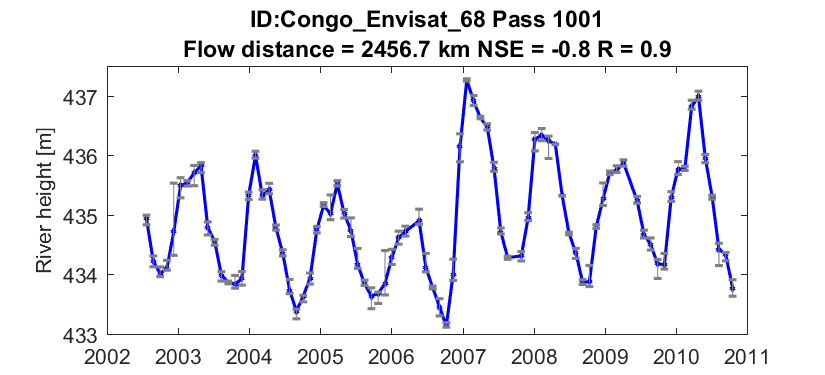 ID:Congo_Envisat_68 Pass 1001
Flow distance = 2456.7 km NSE = -0.8 R = 0.9
River height [m]
437
436
435
434
433
2002 2003 2004 2005 2006 2007 2008 2009 2010 2011